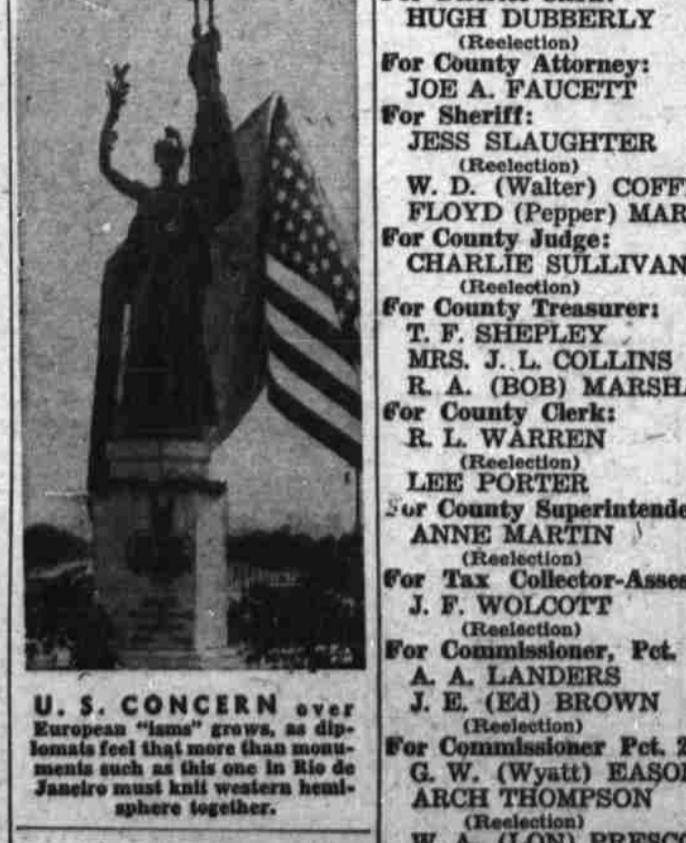 U. S. CONCERN over
European "isms" grows, as dip-
lomats feel that more than monu-
ments such as this one in Rio de
Janeiro must knit western hemi-
sphere together.
HUGH DUBBERLY
(Reelection)
For County Attorney:
JOE A. FAUCETT
For Sheriff:
JESS SLAUGHTER
(Reelection)
W. D. (Walter) COFF
FLOYD (Pepper) MAR
For County Judge:
CHARLIE SULLIVAN
(Reelection)
For County Treasurer:
T. F. SHEPLEY
MRS. J. L. COLLINS
R. A. (BOB) MARSH
For County Clerk:
R. L. WARREN
(Reelection)
LEE PORTER
For County Superintende
ANNE MARTIN
(Reelection)
For Tax Collector-Asses
J. F. WOLCOTT
(Reelection)
For Commissioner, Pct.
A. A. LANDERS
J. E. (Ed) BROWN
(Reelection)
For Commissioner Pct. 2
G. W. (Wyatt) EASO
ARCH THOMPSON
(Reelection)
W. A. (LON) PRESCO